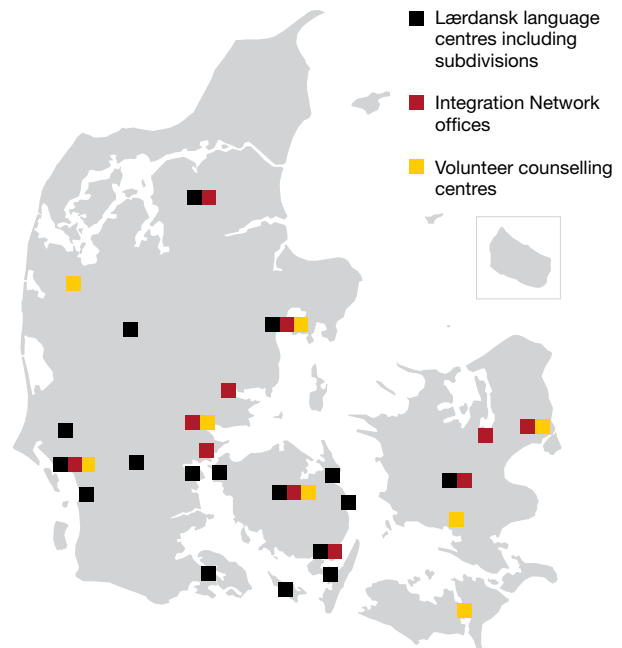 Lærdansk language
centres including
subdivisions
Integration Network
offices
Volunteer counselling
centres